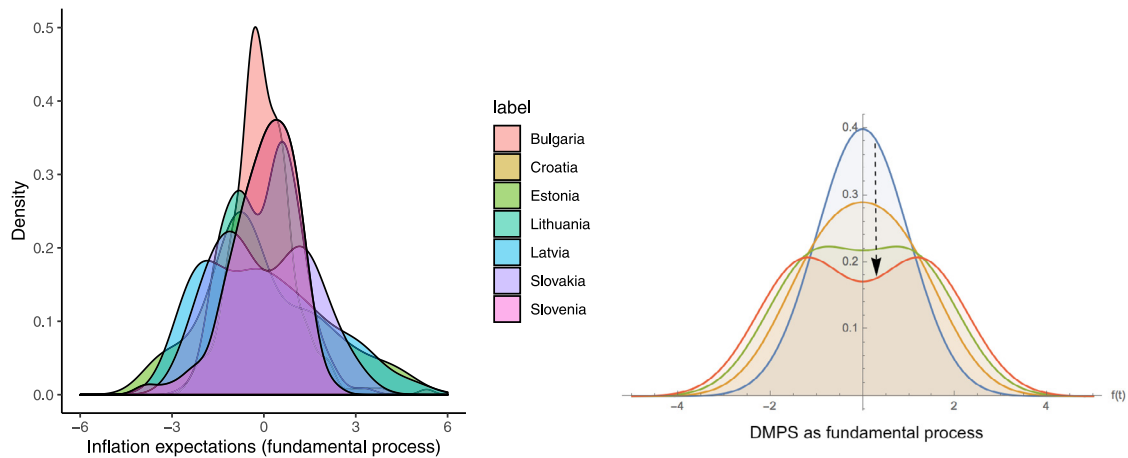 0.5
0.4
0.3
0.2
0.1
0.0
Density
−6
−3
0
3
6
Inflation expectations (fundamental process)
label
Bulgaria
Croatia
Estonia
Lithuania
Latvia
Slovakia
Slovenia
0.4
0.3
0.2
0.1
-4
-2
2
4
f(t)
DMPS as fundamental process